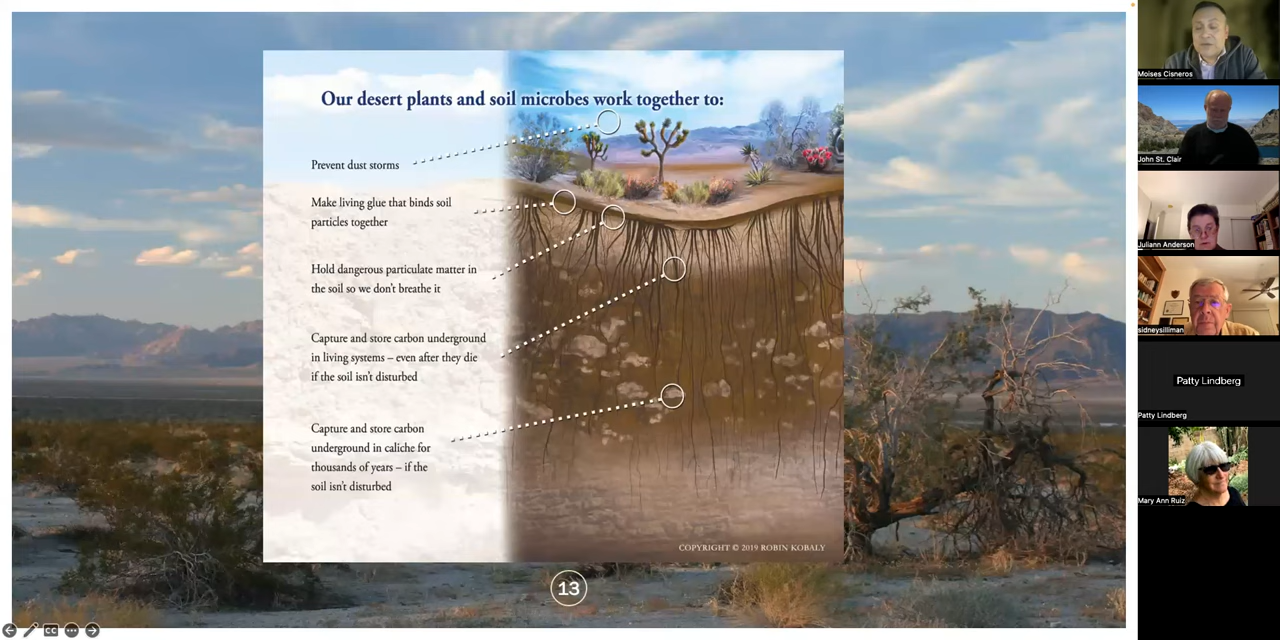 Our desert plants and soil microbes work together to:
Prevent dust storms
Make living glue that binds soil
particles together
Hold dangerous particulate matter in
the soil so we don't breathe it
Capture and store carbon underground
in living systems – even after they die
if the soil isn't disturbed
Capture and store carbon
underground in caliche for
thousands of years – if the
soil isn't disturbed
COPYRIGHT © 2019 ROBIN KOBALY
13
CC
Moises Cisneros
John St. Clair
Juliann Anderson
sidneysilliman
Patty Lindberg
Patty Lindberg
Mary Ann Ruiz